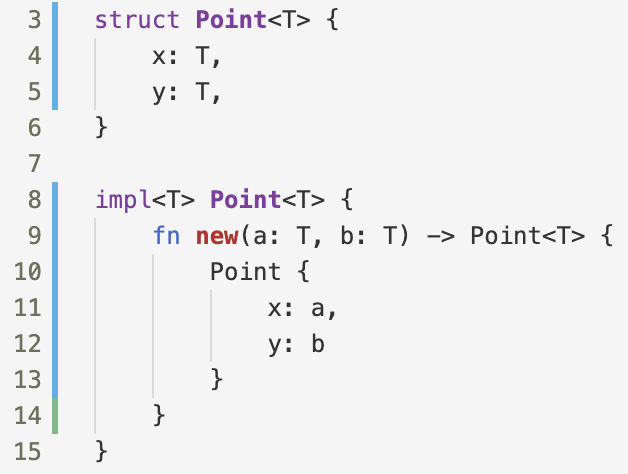 3 struct Point<T> {
4     x: T,
5     y: T,
6 }
7
8 impl<T> Point<T> {
9     fn new(a: T, b: T) -> Point<T> {
10         Point {
11             x: a,
12             y: b
13         }
14     }
15 }